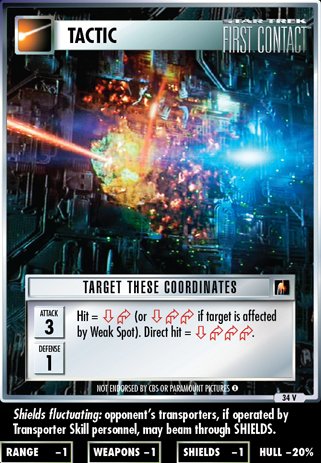 TACTIC
STAR TREK
FIRST CONTACT
TARGET THESE COORDINATES
ATTACK
3
DEFENSE
1
Hit = (or if target is affected
by Weak Spot). Direct hit = .
NOT ENDORSED BY CBS OR PARAMOUNT PICTURES
34 V
Shields fluctuating: opponent's transporters, if operated by
Transporter Skill personnel, may beam through SHIELDS.
RANGE -1 WEAPONS -1 SHIELDS -1 HULL -20%